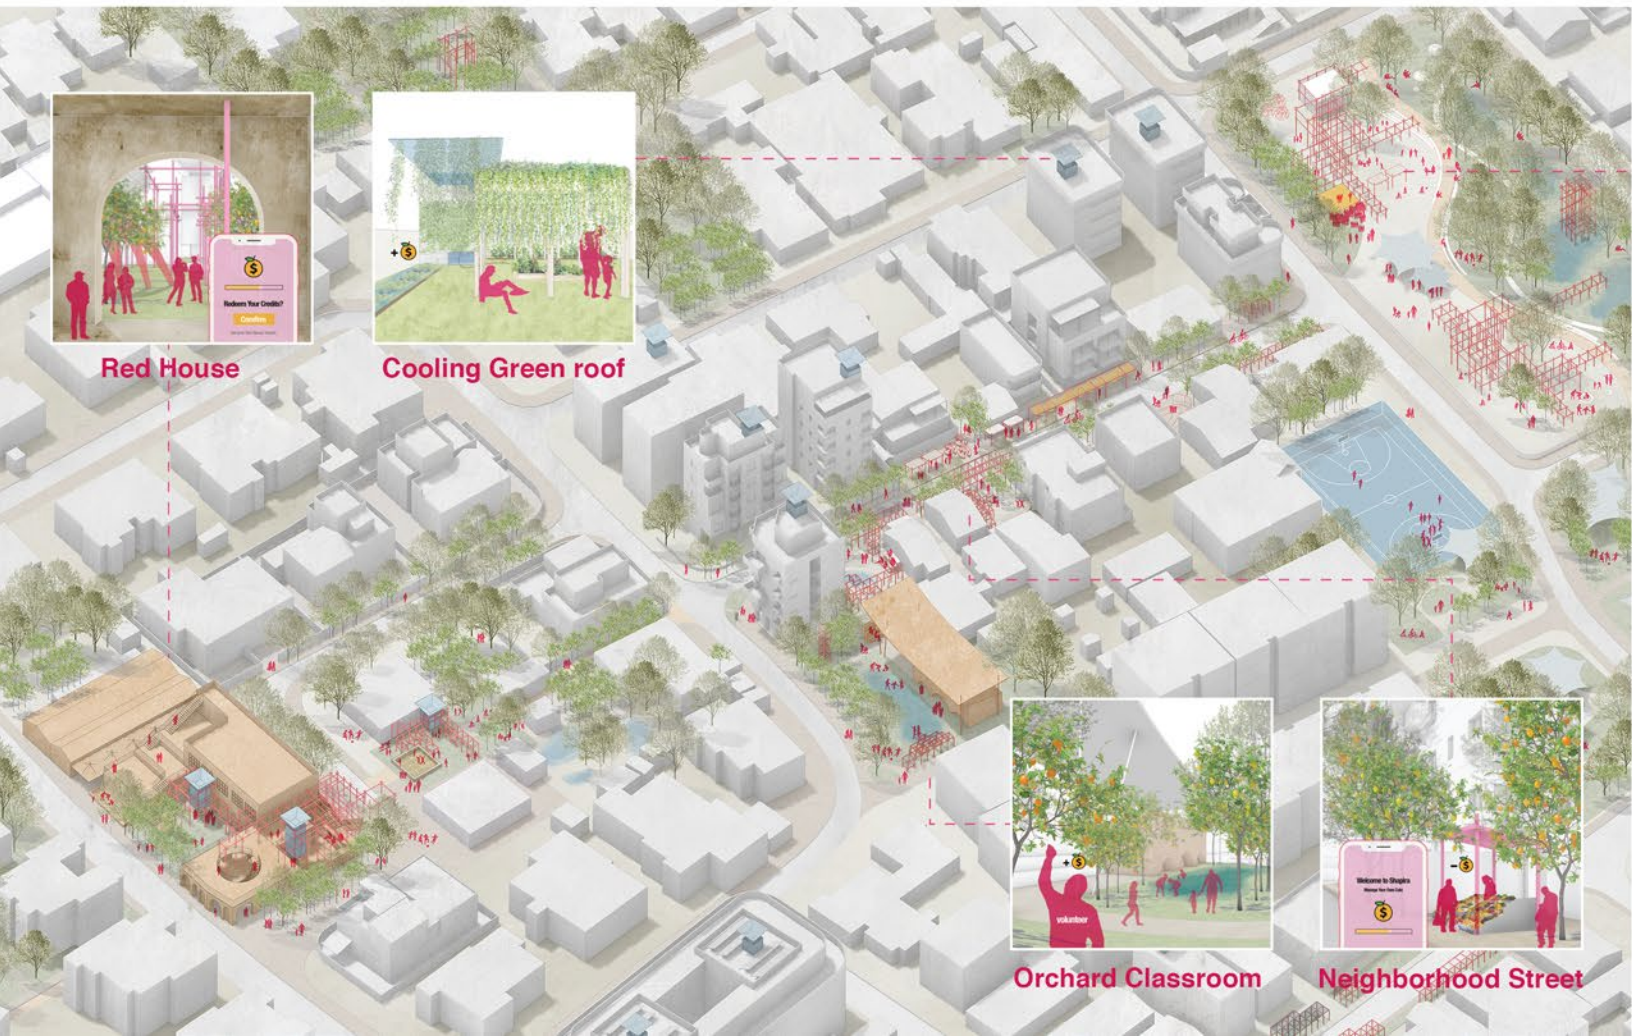 Redeem Your Credits?
Confirm
Red House
+ $
Cooling Green roof
+ $
volunteer
Orchard Classroom
Welcome to Shapira
- $
Neighborhood Street